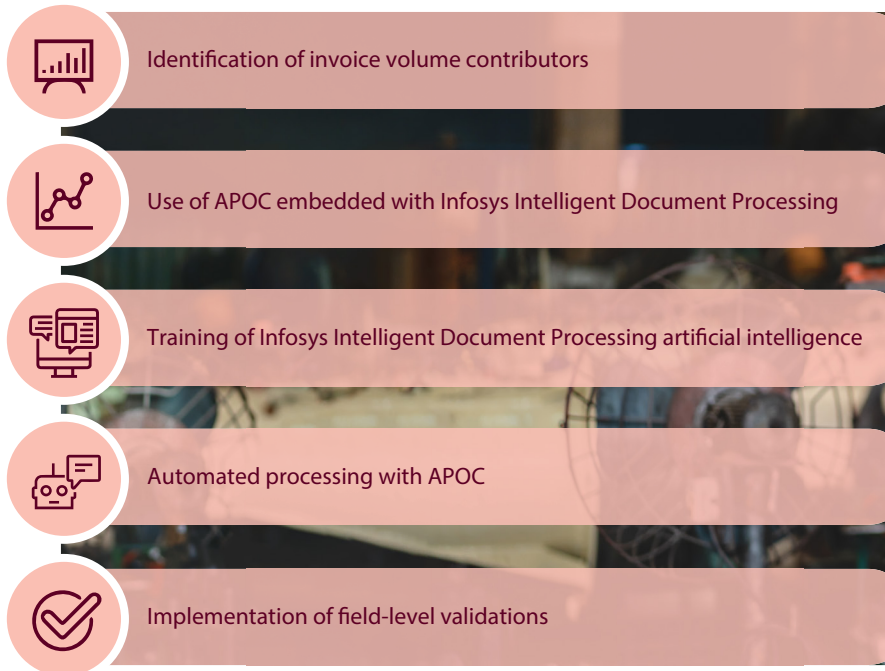 Identification of invoice volume contributors
Use of APOC embedded with Infosys Intelligent Document Processing
Training of Infosys Intelligent Document Processing artificial intelligence
Automated processing with APOC
Implementation of field-level validations